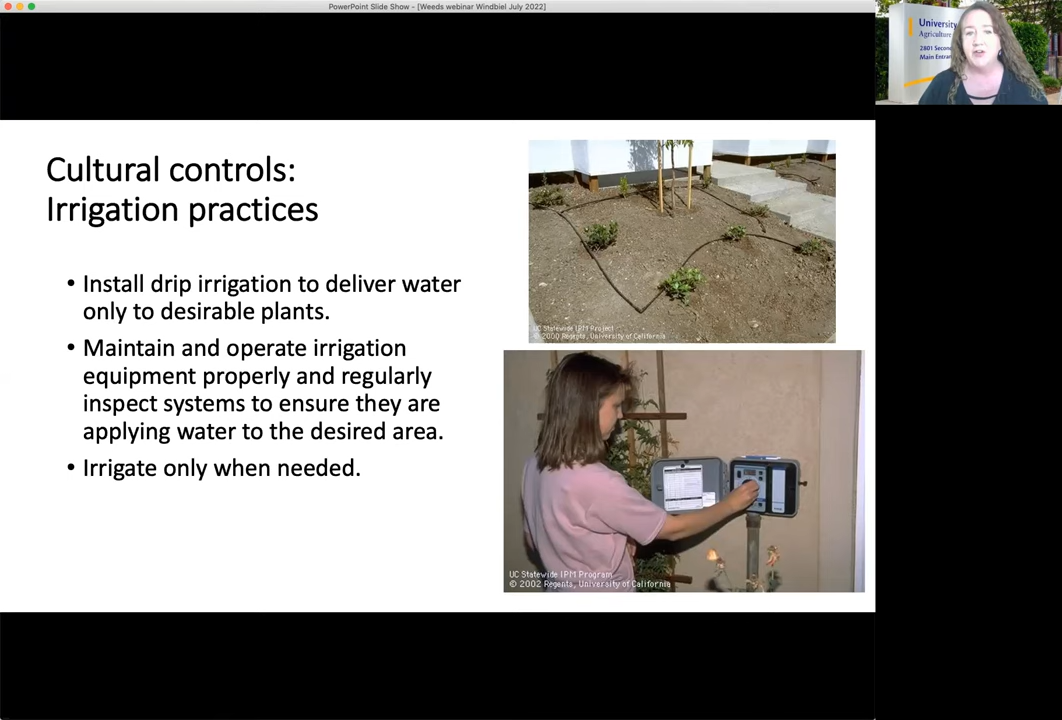 PowerPoint Slide Show - [Weeds webinar Windbiel July 2022]
University
Agriculture
2801 Second
Main Entran
Cultural controls:
Irrigation practices
• Install drip irrigation to deliver water
only to desirable plants.
• Maintain and operate irrigation
equipment properly and regularly
inspect systems to ensure they are
applying water to the desired area.
• Irrigate only when needed.
UC Statewide IPM Project
© 2000 Regents, University of California
UC Statewide IPM Program
© 2002 Regents, University of California